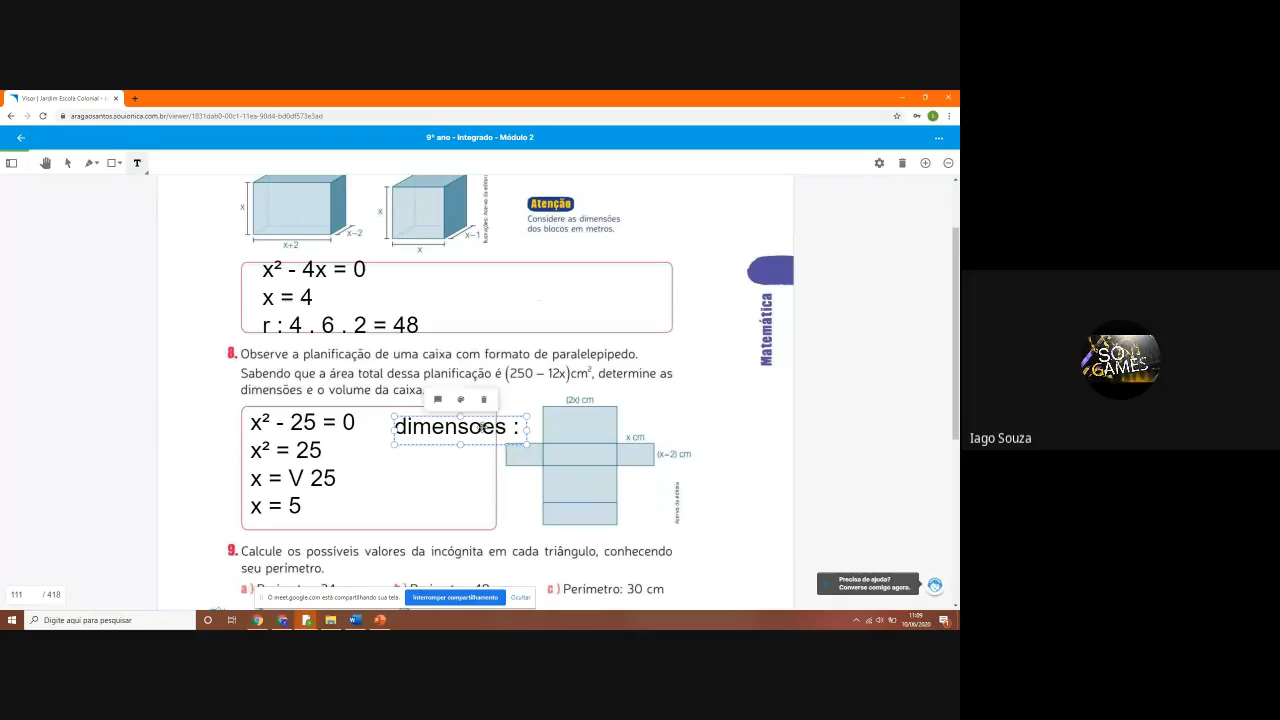 Visor | Jardim Escola Colonial - I
aragaosantos.souionica.com.br/viewer/1831dab0-00c1-11ea-90d4-bd0df573e3ad
9º ano - Integrado - Módulo 2
T
x
x+2
x−2
x
x
x−1
Atenção
Considere as dimensões
dos blocos em metros.
x² - 4x = 0
x = 4
r : 4 . 6 . 2 = 48
Matemática
8. Observe a planificação de uma caixa com formato de paralelepipedo.
Sabendo que a área total dessa planificação é (250 − 12x)cm², determine as
dimensões e o volume da caixa.
x² - 25 = 0
x² = 25
x = V 25
x = 5
dimensoes :
(2x) cm
x cm
(x−2) cm
Acervo da editora
9. Calcule os possíveis valores da incógnita em cada triângulo, conhecendo
seu perímetro.
a)
b)
c) Perímetro: 30 cm
111 / 418
O meet.google.com está compartilhando sua tela.
Interromper compartilhamento
Ocultar
Precisa de ajuda?
Converse comigo agora.
Digite aqui para pesquisar
11:09
10/06/2020
SO
GAMES
Iago Souza